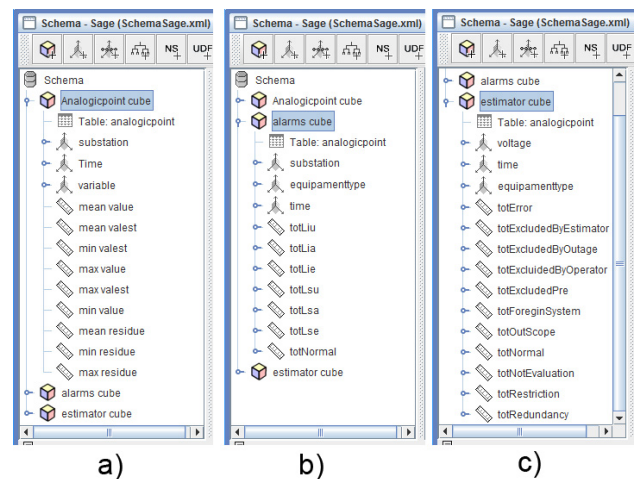 Schema - Sage (SchemaSage.xml)
NS
UDF
Schema
Analogicpoint cube
Table: analogicpoint
substation
Time
variable
mean value
mean valest
min valest
max value
max valest
min value
mean residue
min residue
max residue
alarms cube
estimator cube
a)
Schema - Sage (SchemaSage.xml)
NS
UDF
Schema
Analogicpoint cube
alarms cube
Table: analogicpoint
substation
equipamenttype
time
totLiu
totLia
totLie
totLsu
totLsa
totLse
totNormal
estimator cube
b)
Schema - Sage (SchemaSage.xml)
NS
UDF
alarms cube
estimator cube
Table: analogicpoint
voltage
time
equipamenttype
totError
totExcludedByEstimator
totExcludedByOutage
totExcluidedByOperator
totExcludedPre
totForeginSystem
totOutScope
totNormal
totNotEvaluation
totRestriction
totRedundancy
c)